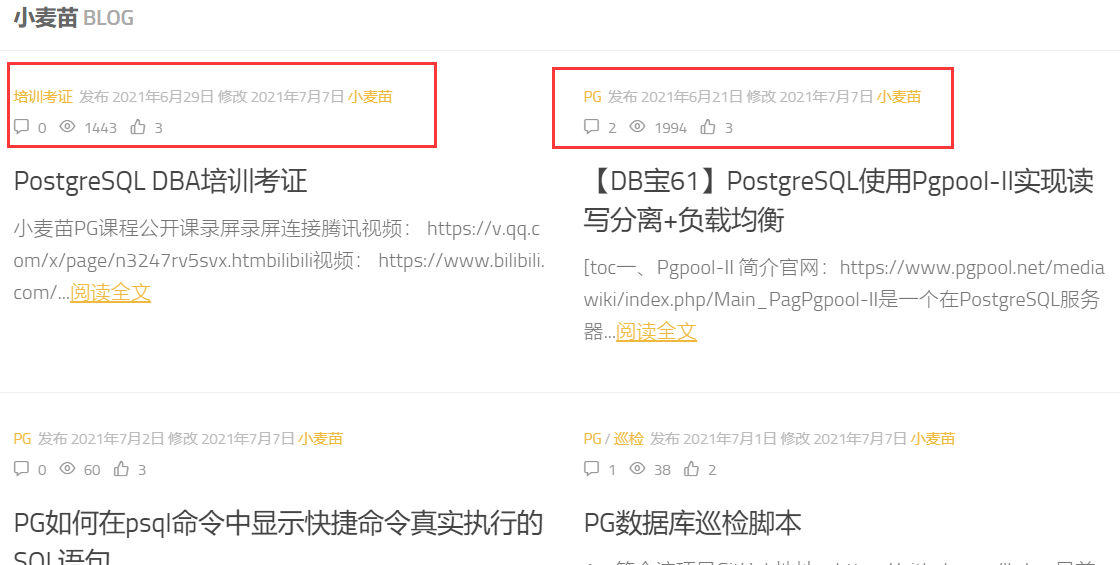 小麦苗 BLOG
培训考证 发布 2021年6月29日 修改 2021年7月7日 小麦苗
0 1443 3
PostgreSQL DBA培训考证
小麦苗PG课程公开课录屏录屏连接腾讯视频： https://v.qq.c
om/x/page/n3247rv5svx.htmbilibili视频： https://www.bilibili.
com/...阅读全文
PG 发布 2021年6月21日 修改 2021年7月7日 小麦苗
2 1994 3
【DB宝61】PostgreSQL使用Pgpool-II实现读
写分离+负载均衡
[toc一、Pgpool-II 简介官网：https://www.pgpool.net/media
wiki/index.php/Main_PagPgpool-II是一个在PostgreSQL服务
器...阅读全文
PG 发布 2021年7月2日 修改 2021年7月7日 小麦苗
0 60 3
PG如何在psql命令中显示快捷命令真实执行的
SQL语句
PG / 巡检 发布 2021年7月1日 修改 2021年7月7日 小麦苗
1 38 2
PG数据库巡检脚本